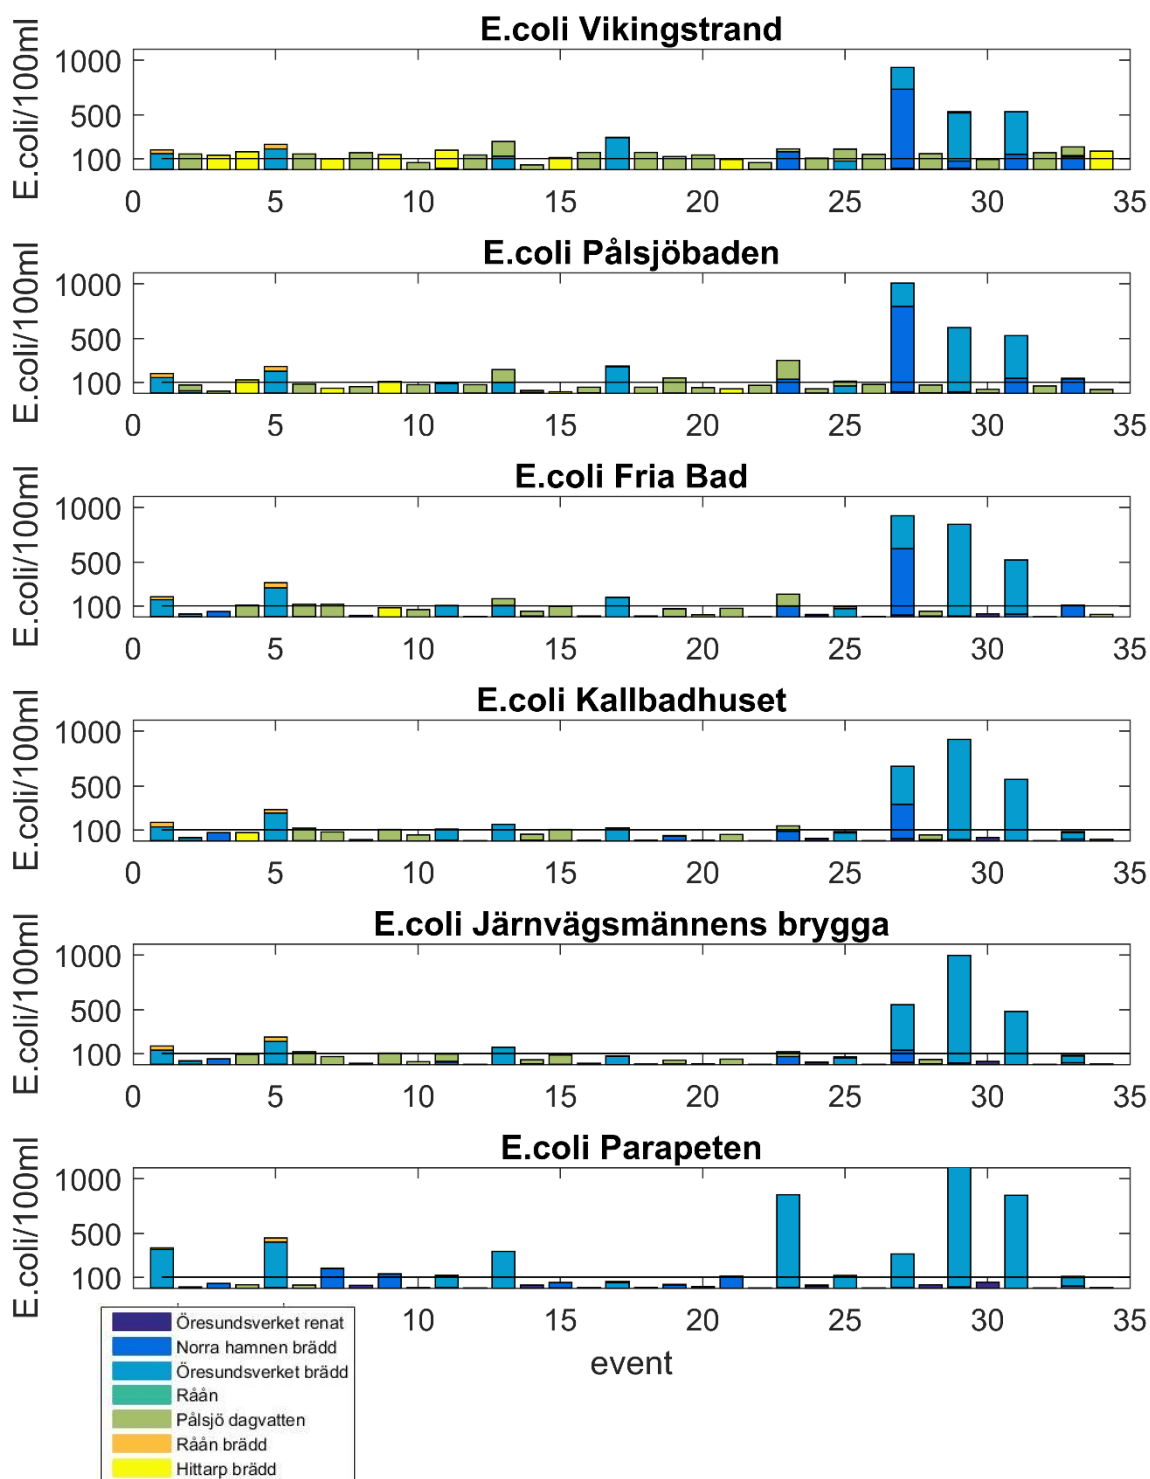 E.coli Vikingstrand
E.coli/100ml
1000
500
100
0 5 10 15 20 25 30 35
E.coli Pålsjöbaden
E.coli/100ml
1000
500
100
0 5 10 15 20 25 30 35
E.coli Fria Bad
E.coli/100ml
1000
500
100
0 5 10 15 20 25 30 35
E.coli Kallbadhuset
E.coli/100ml
1000
500
100
0 5 10 15 20 25 30 35
E.coli Järnvägsmännens brygga
E.coli/100ml
1000
500
100
0 5 10 15 20 25 30 35
E.coli Parapeten
E.coli/100ml
1000
500
100
10 15 20 25 30 35
event
Öresundsverket renat
Norra hamnen brädd
Öresundsverket brädd
Råån
Pålsjö dagvatten
Råån brädd
Hittarp brädd